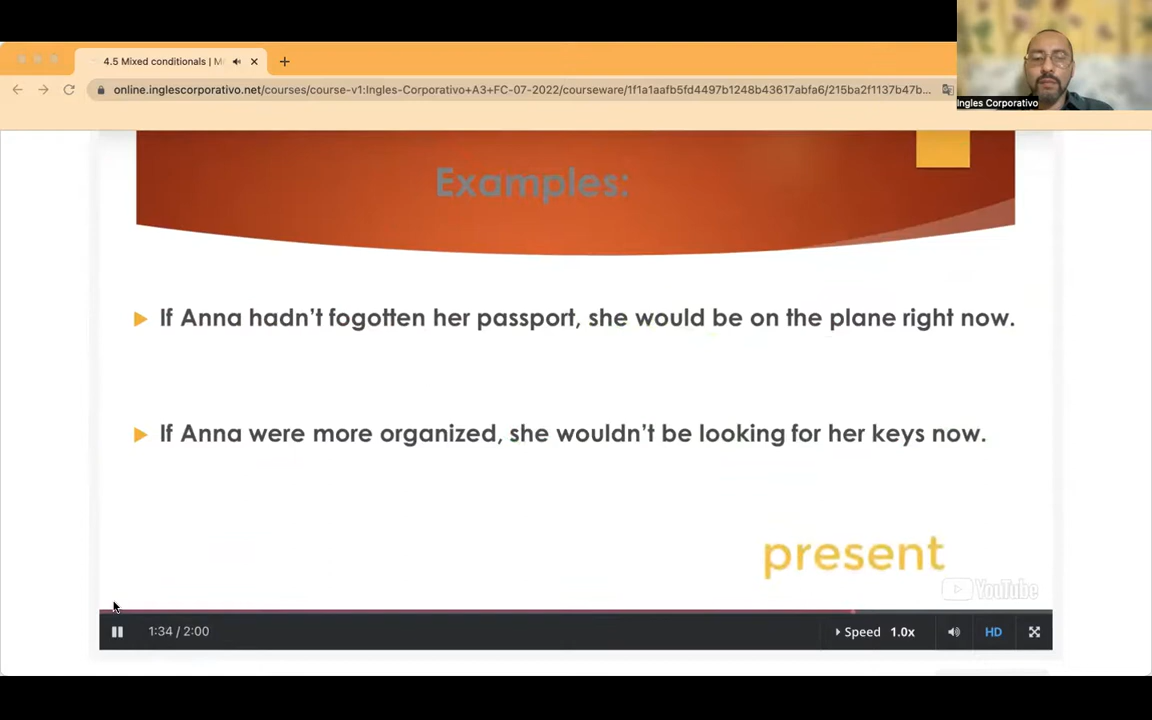 4.5 Mixed conditionals | M
online.inglescorporativo.net/courses/course-v1:Ingles-Corporativo+A3+FC-07-2022/courseware/1f1a1aafb5fd4497b1248b43617abfa6/215ba2f1137b47b...
Ingles Corporativo
Examples:
If Anna hadn't fogotten her passport, she would be on the plane right now.
If Anna were more organized, she wouldn't be looking for her keys now.
present
YouTube
1:34 / 2:00
Speed 1.0x
HD